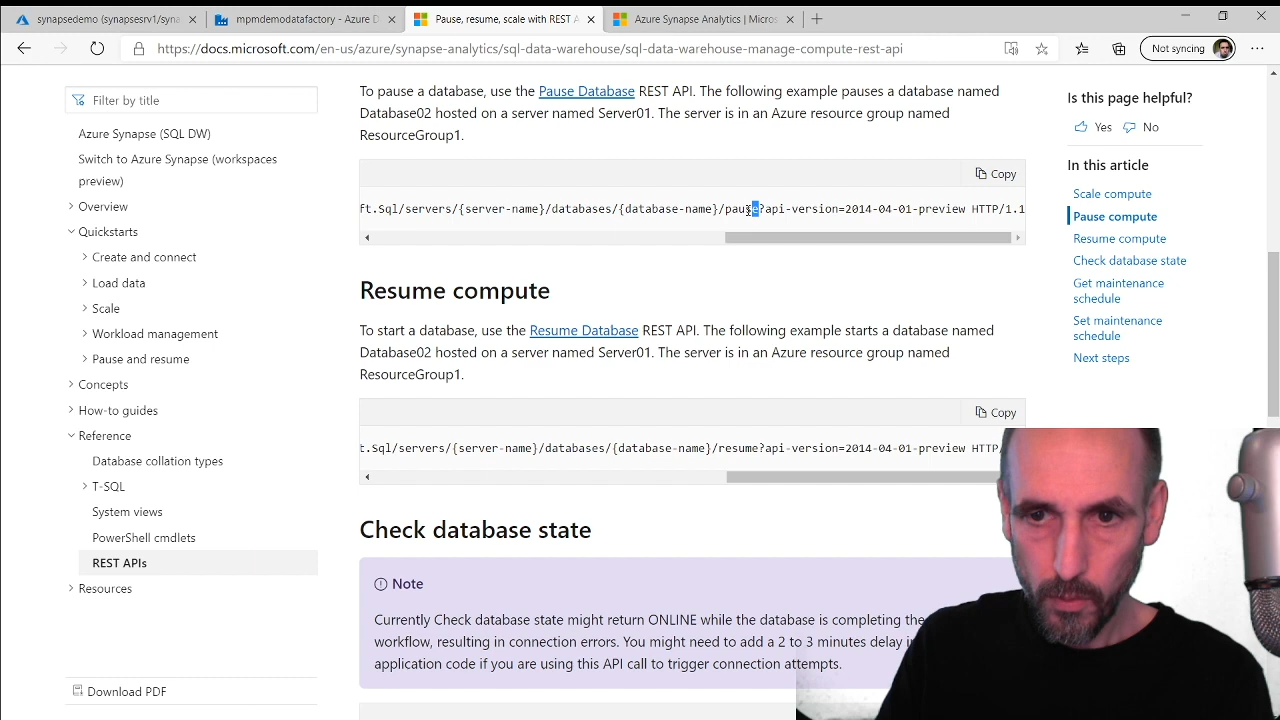 synapsedemo (synapsesrv1/syna
mpmdemodatafactory - Azure D
Pause, resume, scale with REST A
Azure Synapse Analytics | Micros
https://docs.microsoft.com/en-us/azure/synapse-analytics/sql-data-warehouse/sql-data-warehouse-manage-compute-rest-api
Not syncing
Filter by title
Azure Synapse (SQL DW)
Switch to Azure Synapse (workspaces
preview)
Overview
Quickstarts
Create and connect
Load data
Scale
Workload management
Pause and resume
Concepts
How-to guides
Reference
Database collation types
T-SQL
System views
PowerShell cmdlets
REST APIs
Resources
Download PDF
To pause a database, use the Pause Database REST API. The following example pauses a database named
Database02 hosted on a server named Server01. The server is in an Azure resource group named
ResourceGroup1.
Copy
ft.Sql/servers/{server-name}/databases/{database-name}/pause?api-version=2014-04-01-preview HTTP/1.1
Resume compute
To start a database, use the Resume Database REST API. The following example starts a database named
Database02 hosted on a server named Server01. The server is in an Azure resource group named
ResourceGroup1.
Copy
t.Sql/servers/{server-name}/databases/{database-name}/resume?api-version=2014-04-01-preview HTTP/
Check database state
Note
Currently Check database state might return ONLINE while the database is completing the
workflow, resulting in connection errors. You might need to add a 2 to 3 minutes delay in
application code if you are using this API call to trigger connection attempts.
Is this page helpful?
Yes No
In this article
Scale compute
Pause compute
Resume compute
Check database state
Get maintenance
schedule
Set maintenance
schedule
Next steps